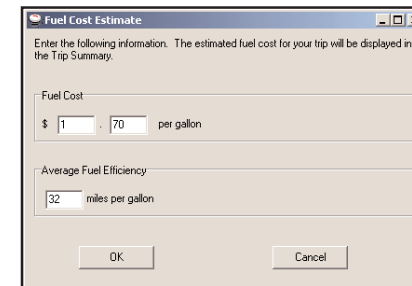 Fuel Cost Estimate
Enter the following information. The estimated fuel cost for your trip will be displayed in
the Trip Summary.
Fuel Cost
$ 1 . 70 per gallon
Average Fuel Efficiency
32 miles per gallon
OK Cancel